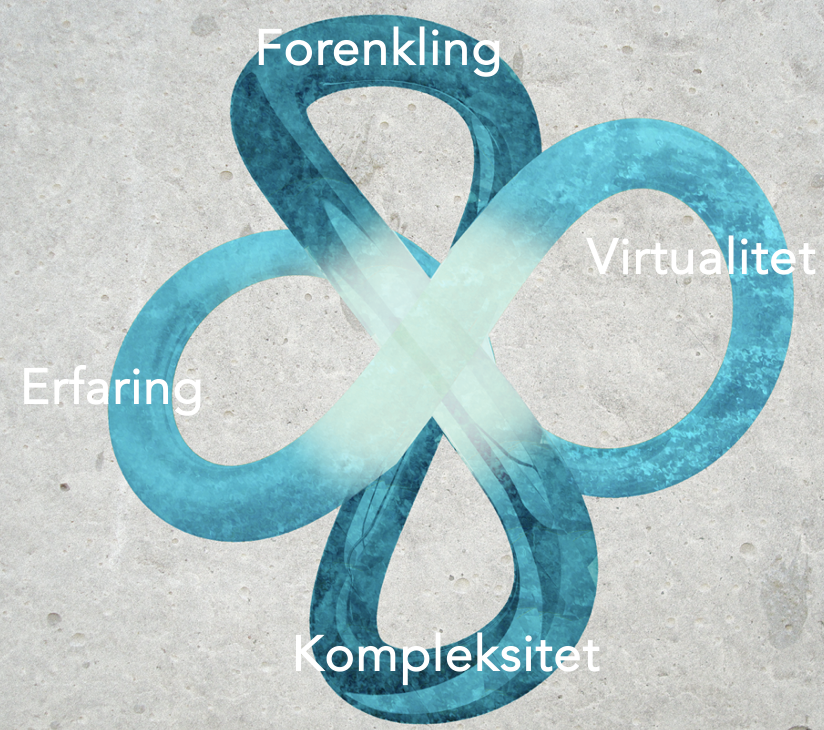 Forenkling
Virtualitet
Erfaring
Kompleksitet